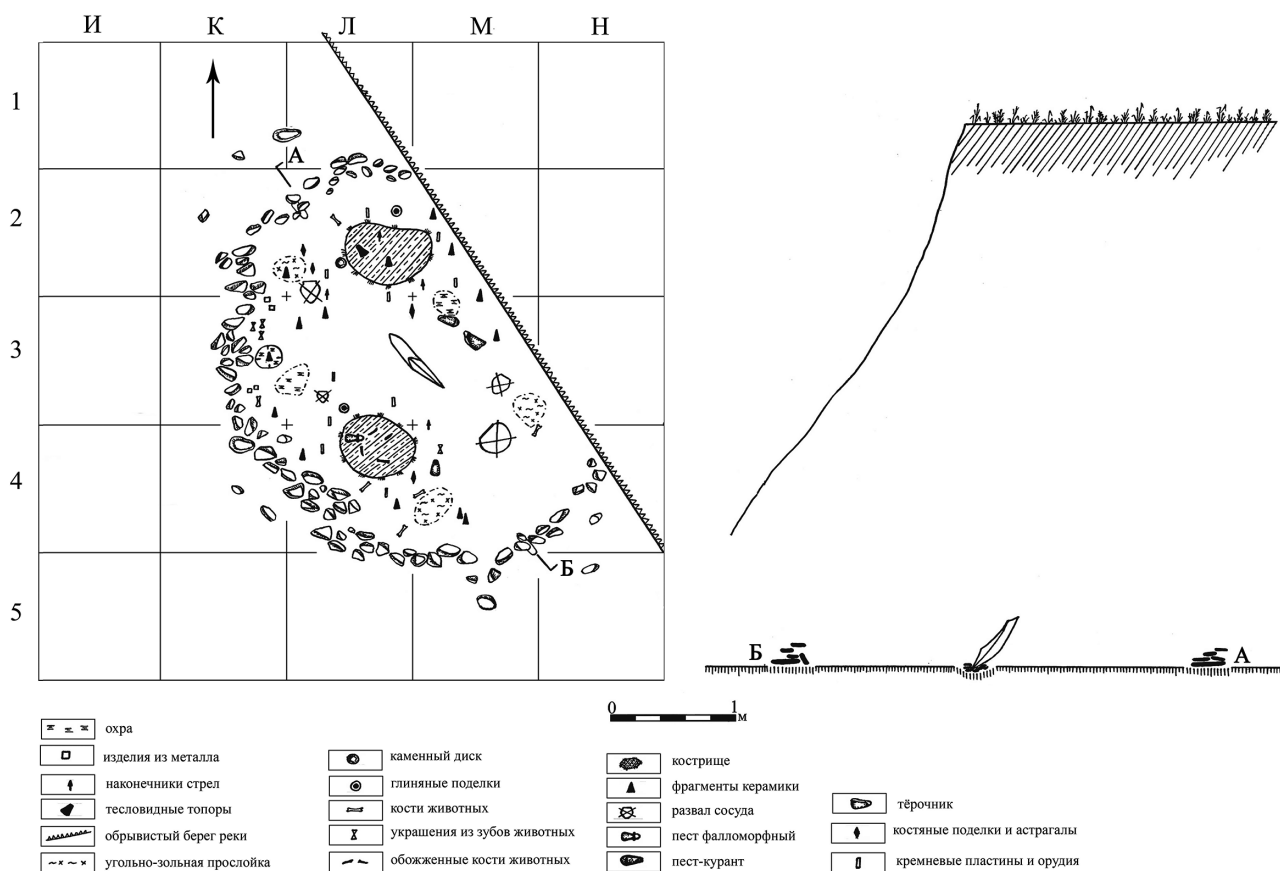 И К Л М Н
1
А
2
3
4
Б
5
Б А
0 1
м
охра
изделия из металла
наконечники стрел
тесловидные топоры
обрывистый берег реки
угольно-зольная прослойка
каменный диск
глиняные поделки
кости животных
украшения из зубов животных
обожженные кости животных
кострище
фрагменты керамики
развал сосуда
пест фалломорфный
пест-курант
тёрочник
костяные поделки и астрагалы
кремневые пластины и орудия